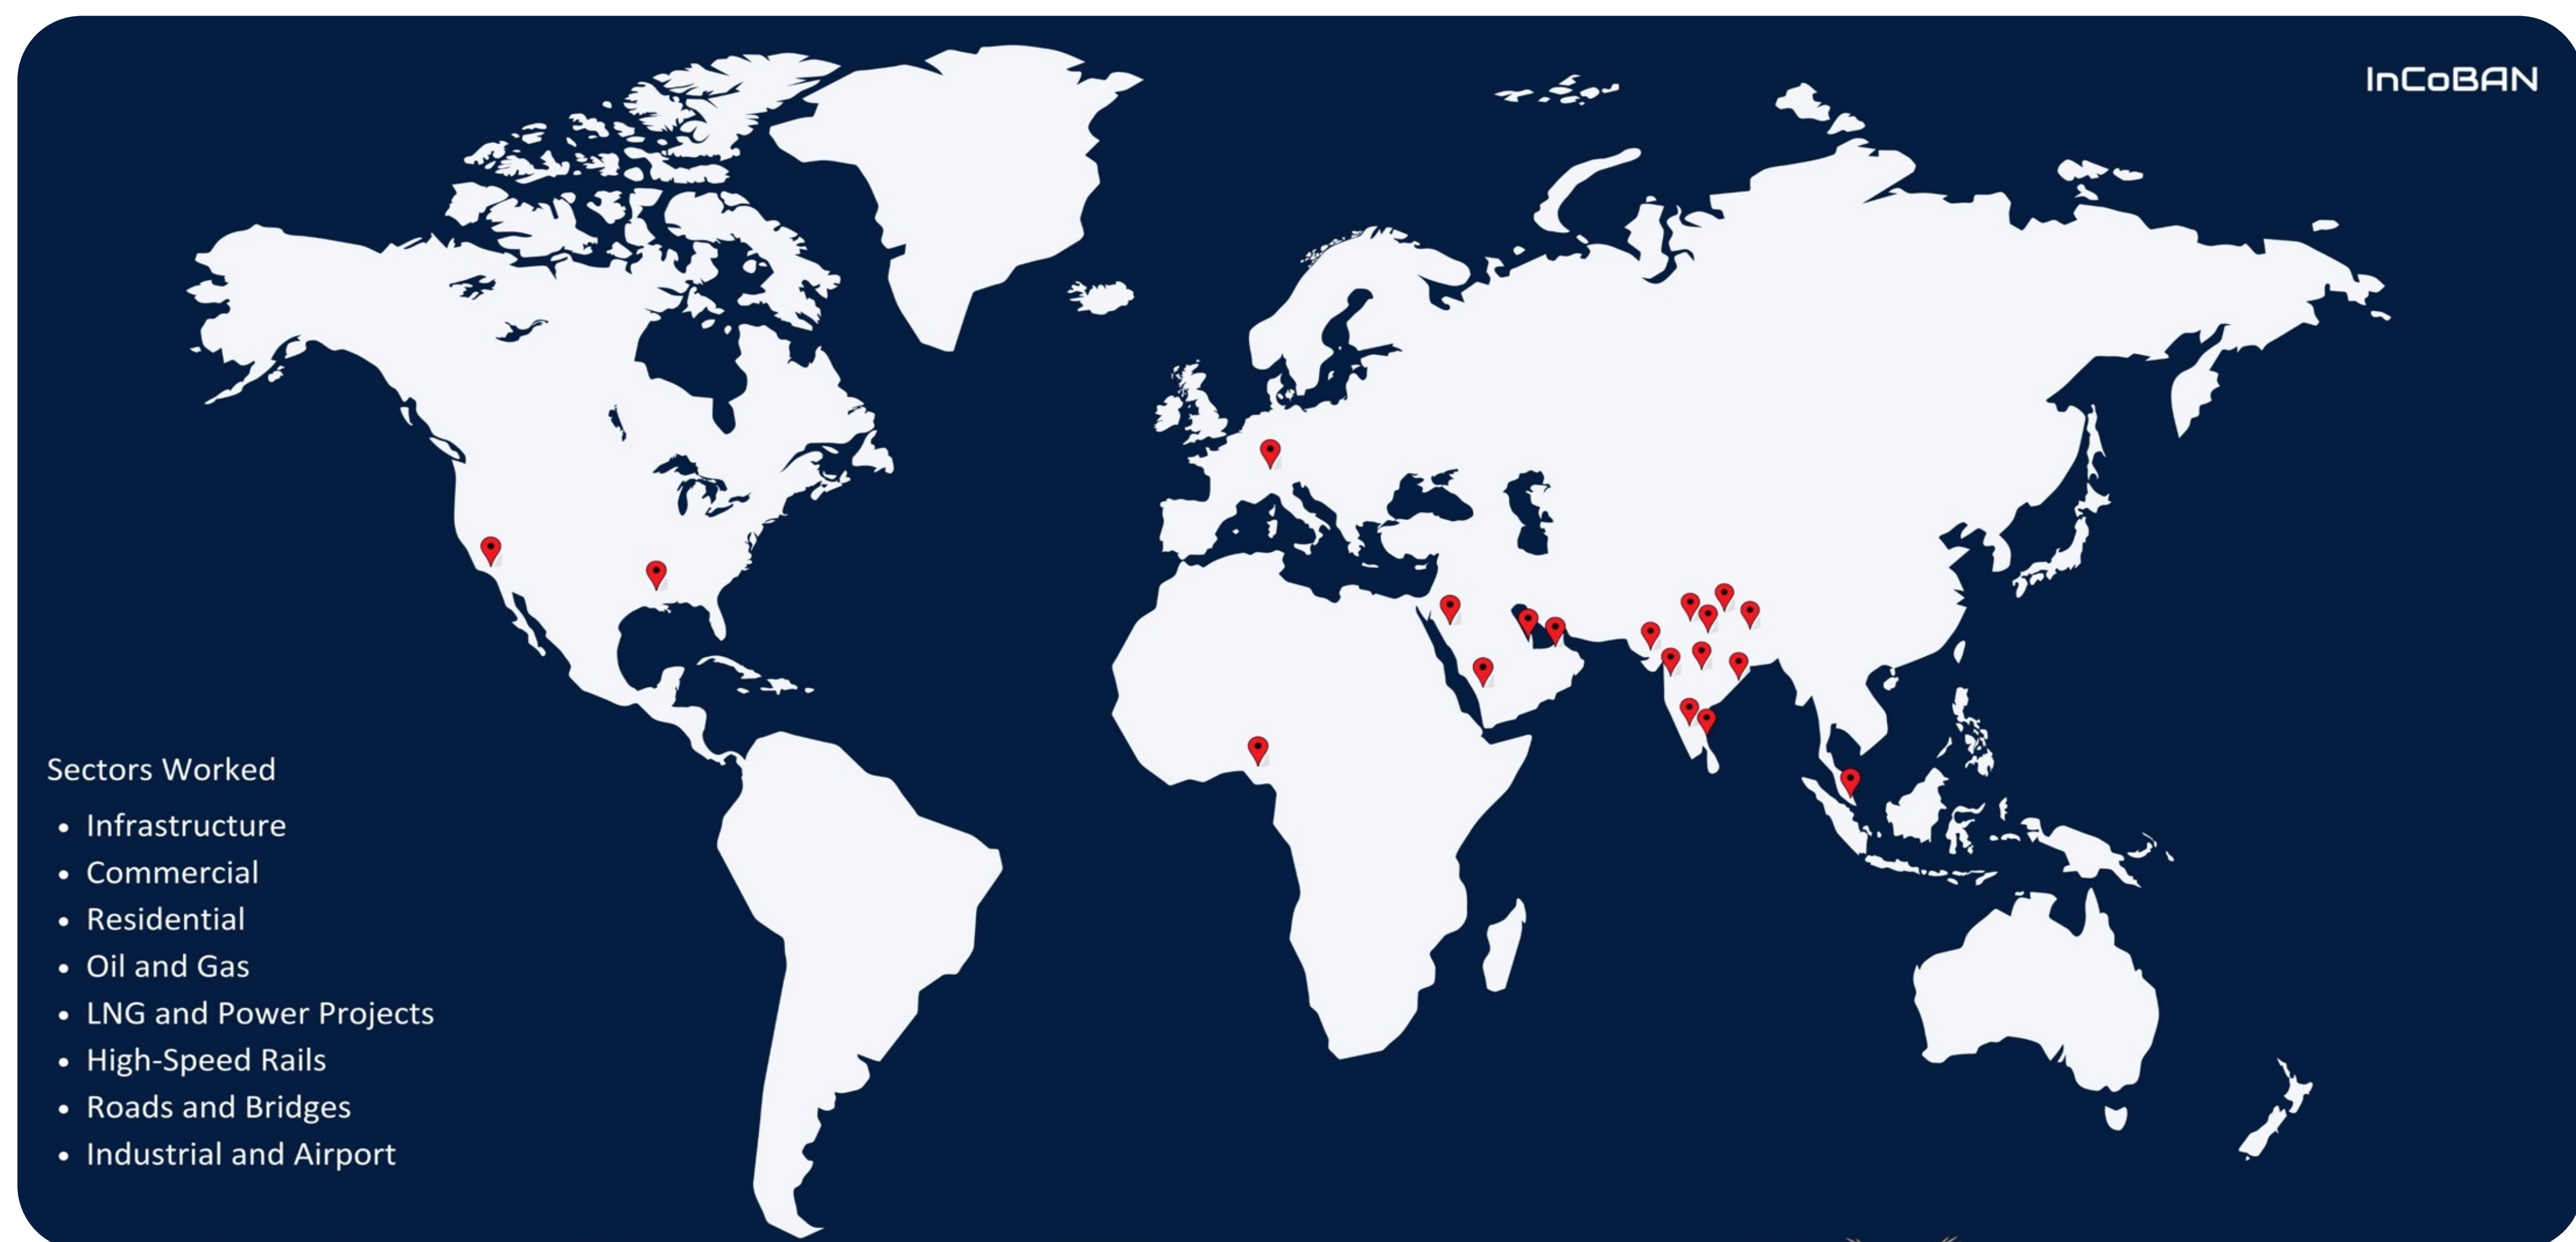 InCoBAN
Sectors Worked
• Infrastructure
• Commercial
• Residential
• Oil and Gas
• LNG and Power Projects
• High-Speed Rails
• Roads and Bridges
• Industrial and Airport